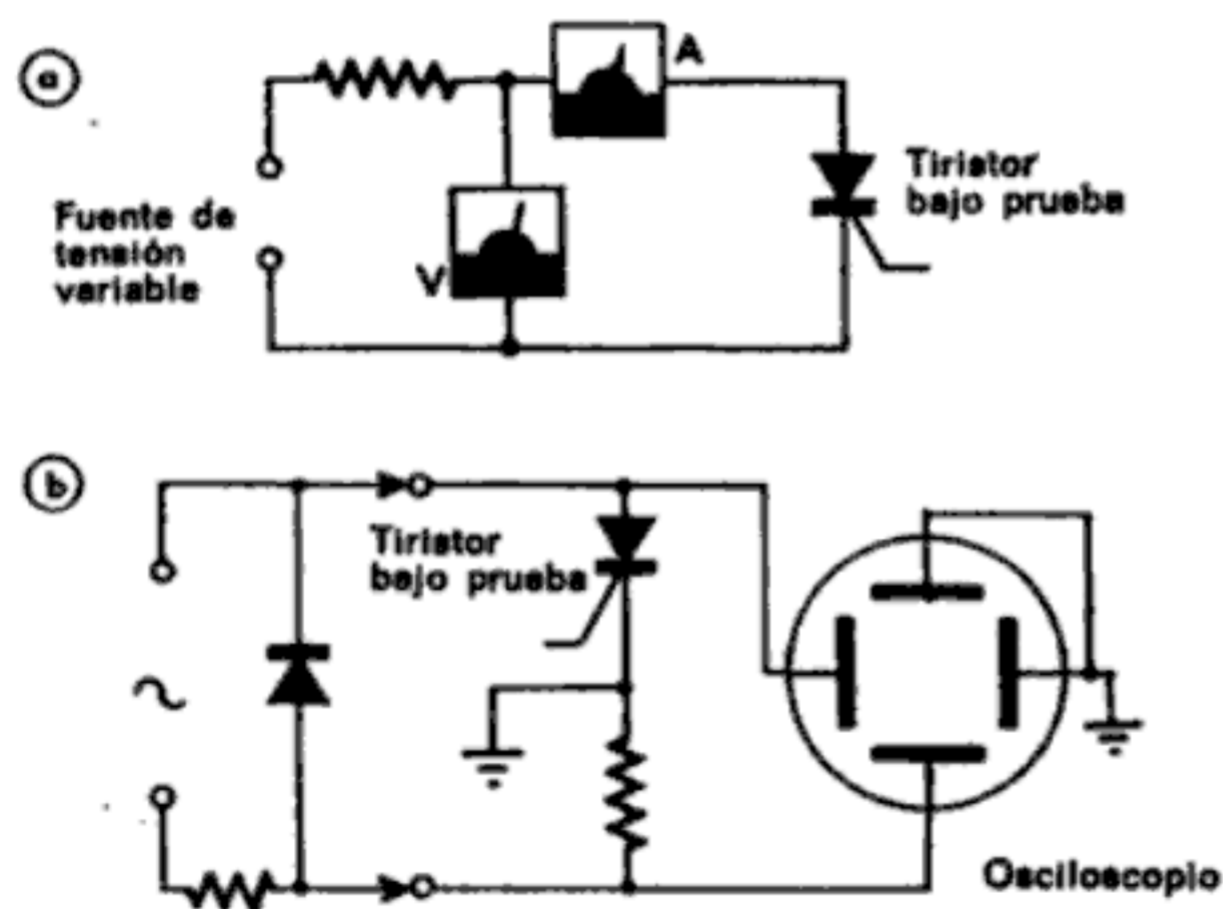 a
A
Tiristor
bajo prueba
Fuente de
tensión
variable
V
b
Tiristor
bajo prueba
Osciloscopio